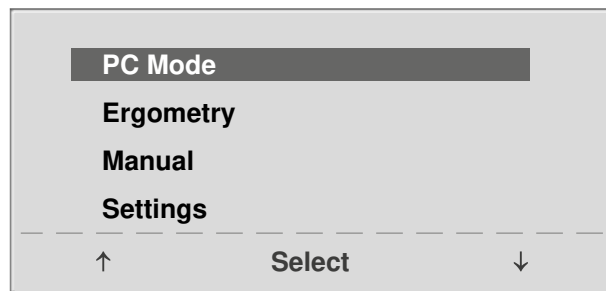 PC Mode
Ergometry
Manual
Settings
↑ Select ↓